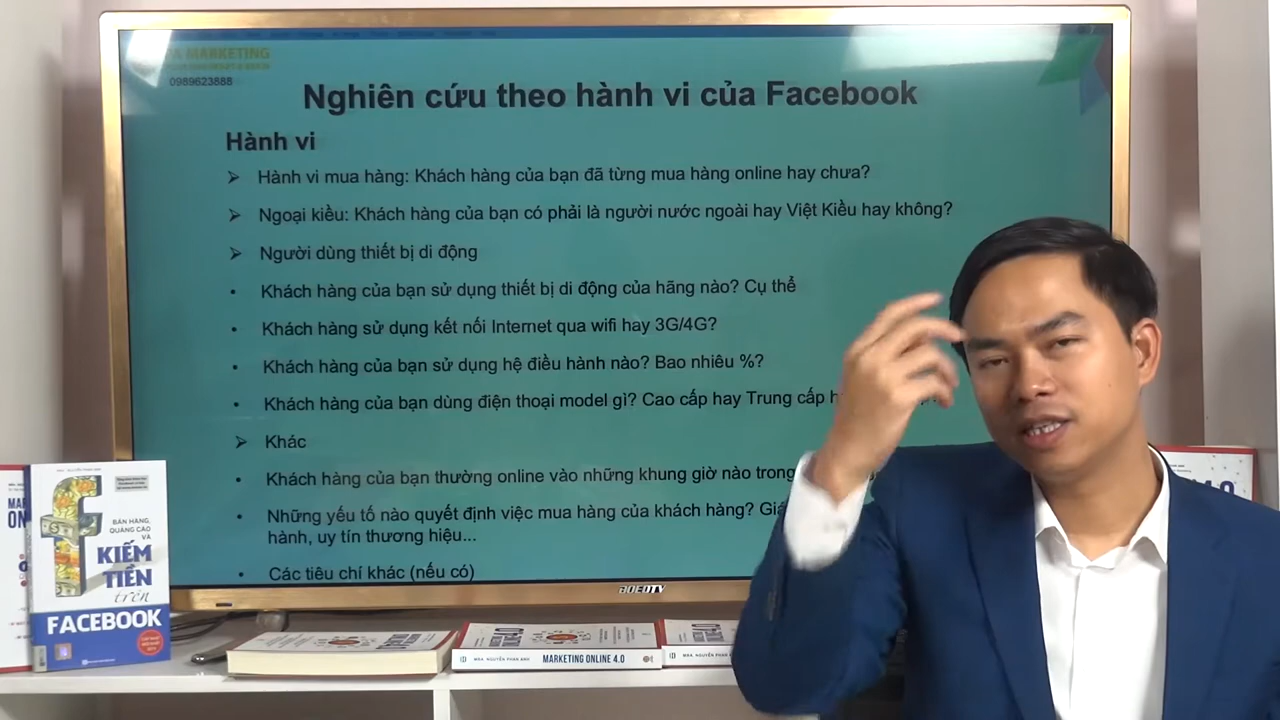 PA MARKETING
0989623888
Nghiên cứu theo hành vi của Facebook
Hành vi
➢ Hành vi mua hàng: Khách hàng của bạn đã từng mua hàng online hay chưa?
➢ Ngoại kiều: Khách hàng của bạn có phải là người nước ngoài hay Việt Kiều hay không?
➢ Người dùng thiết bị di động
• Khách hàng của bạn sử dụng thiết bị di động của hãng nào? Cụ thể
• Khách hàng sử dụng kết nối Internet qua wifi hay 3G/4G?
• Khách hàng của bạn sử dụng hệ điều hành nào? Bao nhiêu %?
• Khách hàng của bạn dùng điện thoại model gì? Cao cấp hay Trung cấp
➢ Khác
• Khách hàng của bạn thường online vào những khung giờ nào trong
• Những yếu tố nào quyết định việc mua hàng của khách hàng?
hành, uy tín thương hiệu...
• Các tiêu chí khác (nếu có)
BÁN HÀNG,
QUẢNG CÁO
VÀ
KIẾM
TIỀN
trên
FACEBOOK
MBA. NGUYỄN PHAN ANH
MARKETING ONLINE 4.0